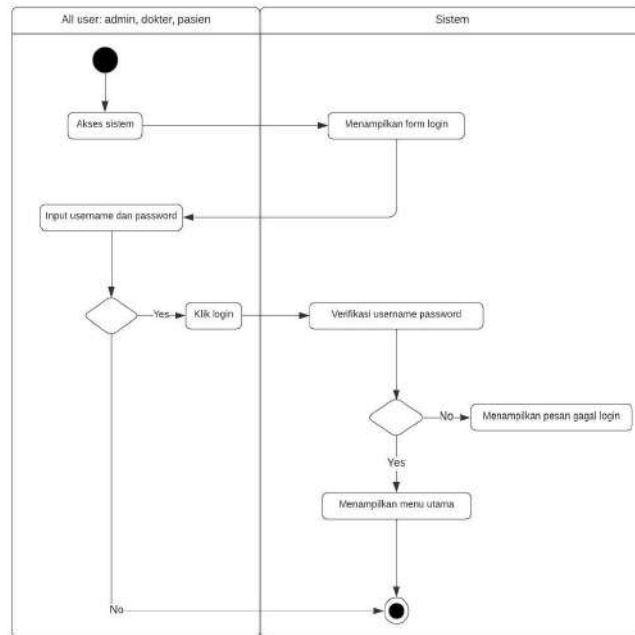 All user: admin, dokter, pasien
Sistem
Akses sistem
Menampilkan form login
Input username dan password
Yes
Klik login
Verifikasi username password
No
Menampilkan pesan gagal login
Yes
Menampilkan menu utama
No